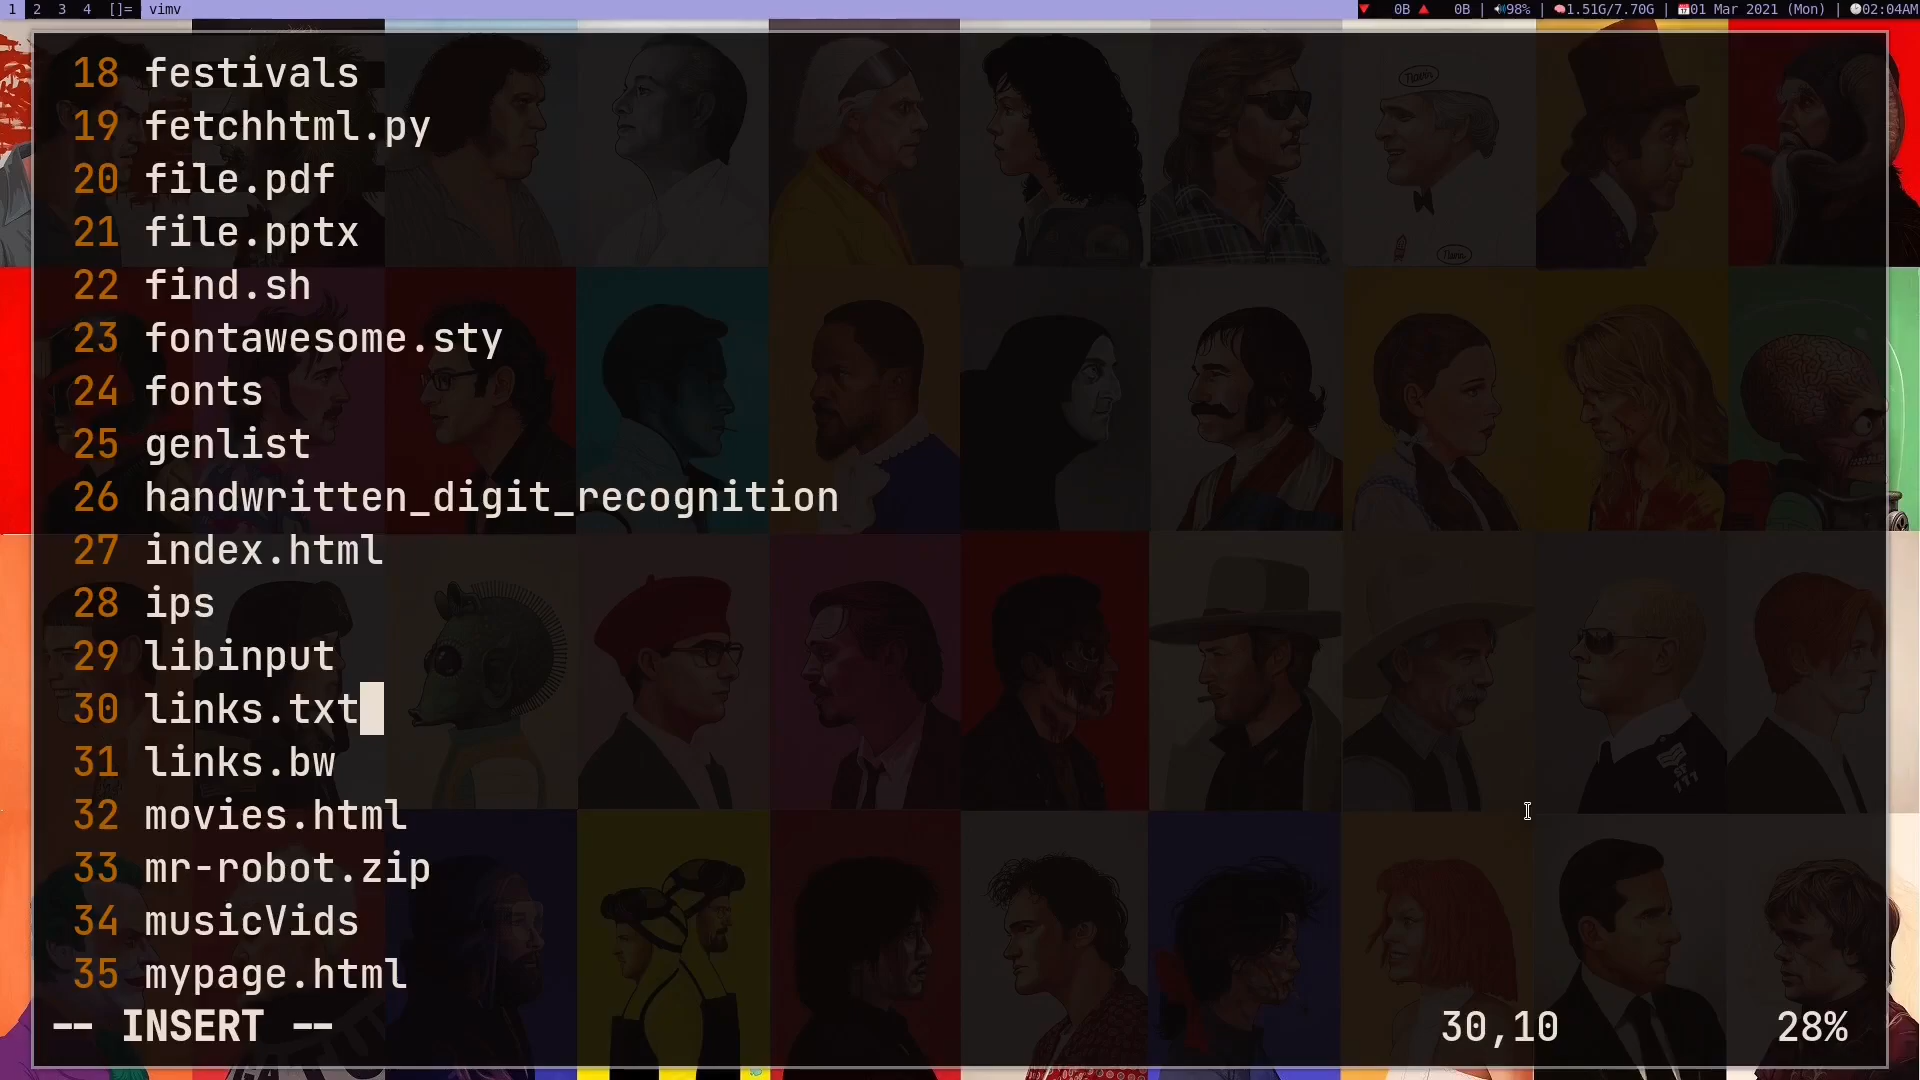 1 2 3 4 []= vimv 0B 0B | 98% | 1.51G/7.70G | 01 Mar 2021 (Mon) | 02:04AM
18 festivals
19 fetchhtml.py
20 file.pdf
21 file.pptx
22 find.sh
23 fontawesome.sty
24 fonts
25 genlist
26 handwritten_digit_recognition
27 index.html
28 ips
29 libinput
30 links.txt
31 links.bw
32 movies.html
33 mr-robot.zip
34 musicVids
35 mypage.html
-- INSERT -- 30,10 28%